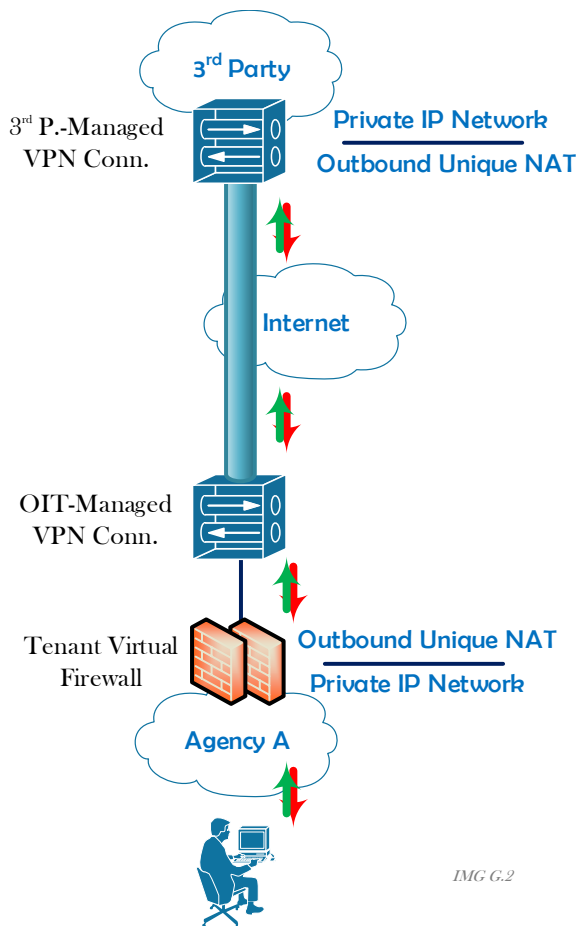 3rd Party
3rd P.-Managed
VPN Conn.
Private IP Network
Outbound Unique NAT
Internet
OIT-Managed
VPN Conn.
Tenant Virtual
Firewall
Outbound Unique NAT
Private IP Network
Agency A
IMG G.2